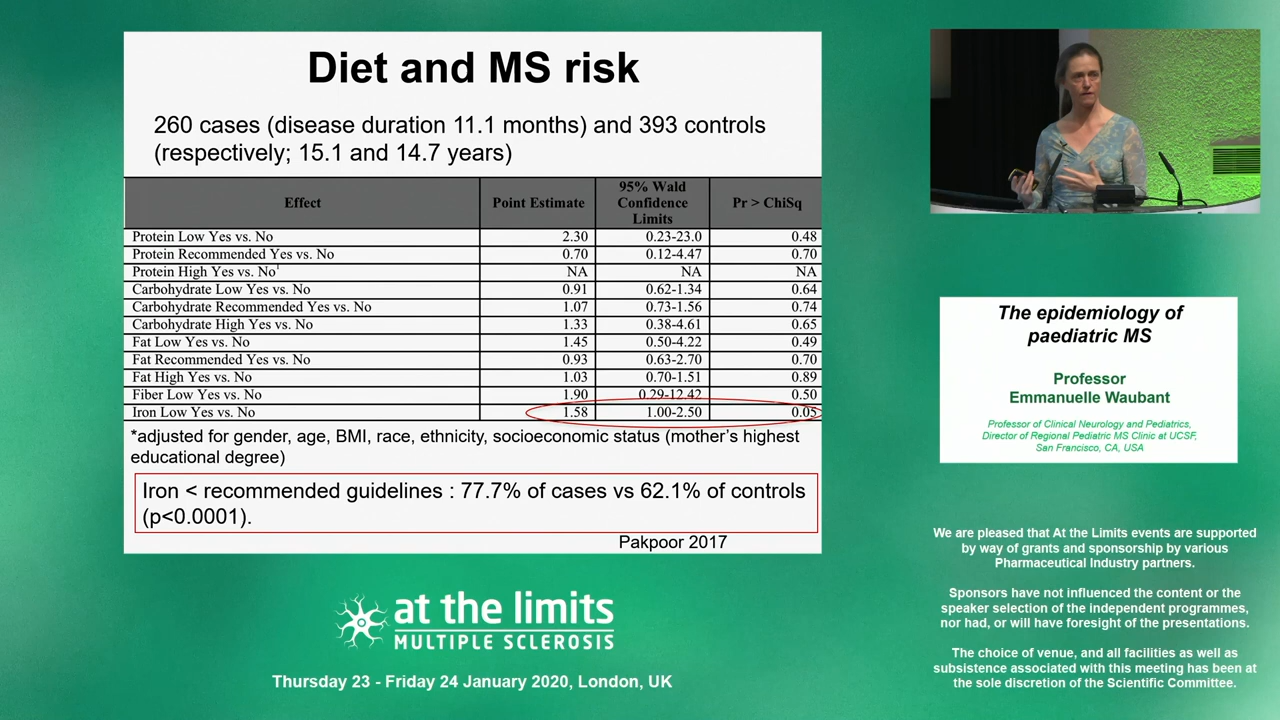 Diet and MS risk
260 cases (disease duration 11.1 months) and 393 controls
(respectively; 15.1 and 14.7 years)
Effect Point Estimate 95% Wald Confidence Limits Pr > ChiSq
Protein Low Yes vs. No 2.30 0.23-23.0 0.48
Protein Recommended Yes vs. No 0.70 0.12-4.47 0.70
Protein High Yes vs. No¹ NA NA NA
Carbohydrate Low Yes vs. No 0.91 0.62-1.34 0.64
Carbohydrate Recommended Yes vs. No 1.07 0.73-1.56 0.74
Carbohydrate High Yes vs. No 1.33 0.38-4.61 0.65
Fat Low Yes vs. No 1.45 0.50-4.22 0.49
Fat Recommended Yes vs. No 0.93 0.63-2.70 0.70
Fat High Yes vs. No 1.03 0.70-1.51 0.89
Fiber Low Yes vs. No 1.90 0.29-12.42 0.50
Iron Low Yes vs. No 1.58 1.00-2.50 0.05
*adjusted for gender, age, BMI, race, ethnicity, socioeconomic status (mother's highest
educational degree)
Iron < recommended guidelines : 77.7% of cases vs 62.1% of controls
(p<0.0001).
Pakpoor 2017
at the limits
MULTIPLE SCLEROSIS
Thursday 23 - Friday 24 January 2020, London, UK
The epidemiology of
paediatric MS
Professor
Emmanuelle Waubant
Professor of Clinical Neurology and Pediatrics,
Director of Regional Pediatric MS Clinic at UCSF,
San Francisco, CA, USA
We are pleased that At the Limits events are supported
by way of grants and sponsorship by various
Pharmaceutical Industry partners.
Sponsors have not influenced the content or the
speaker selection of the independent programmes,
nor had, or will have foresight of the presentations.
The choice of venue, and all facilities as well as
subsistence associated with this meeting has been at
the sole discretion of the Scientific Committee.